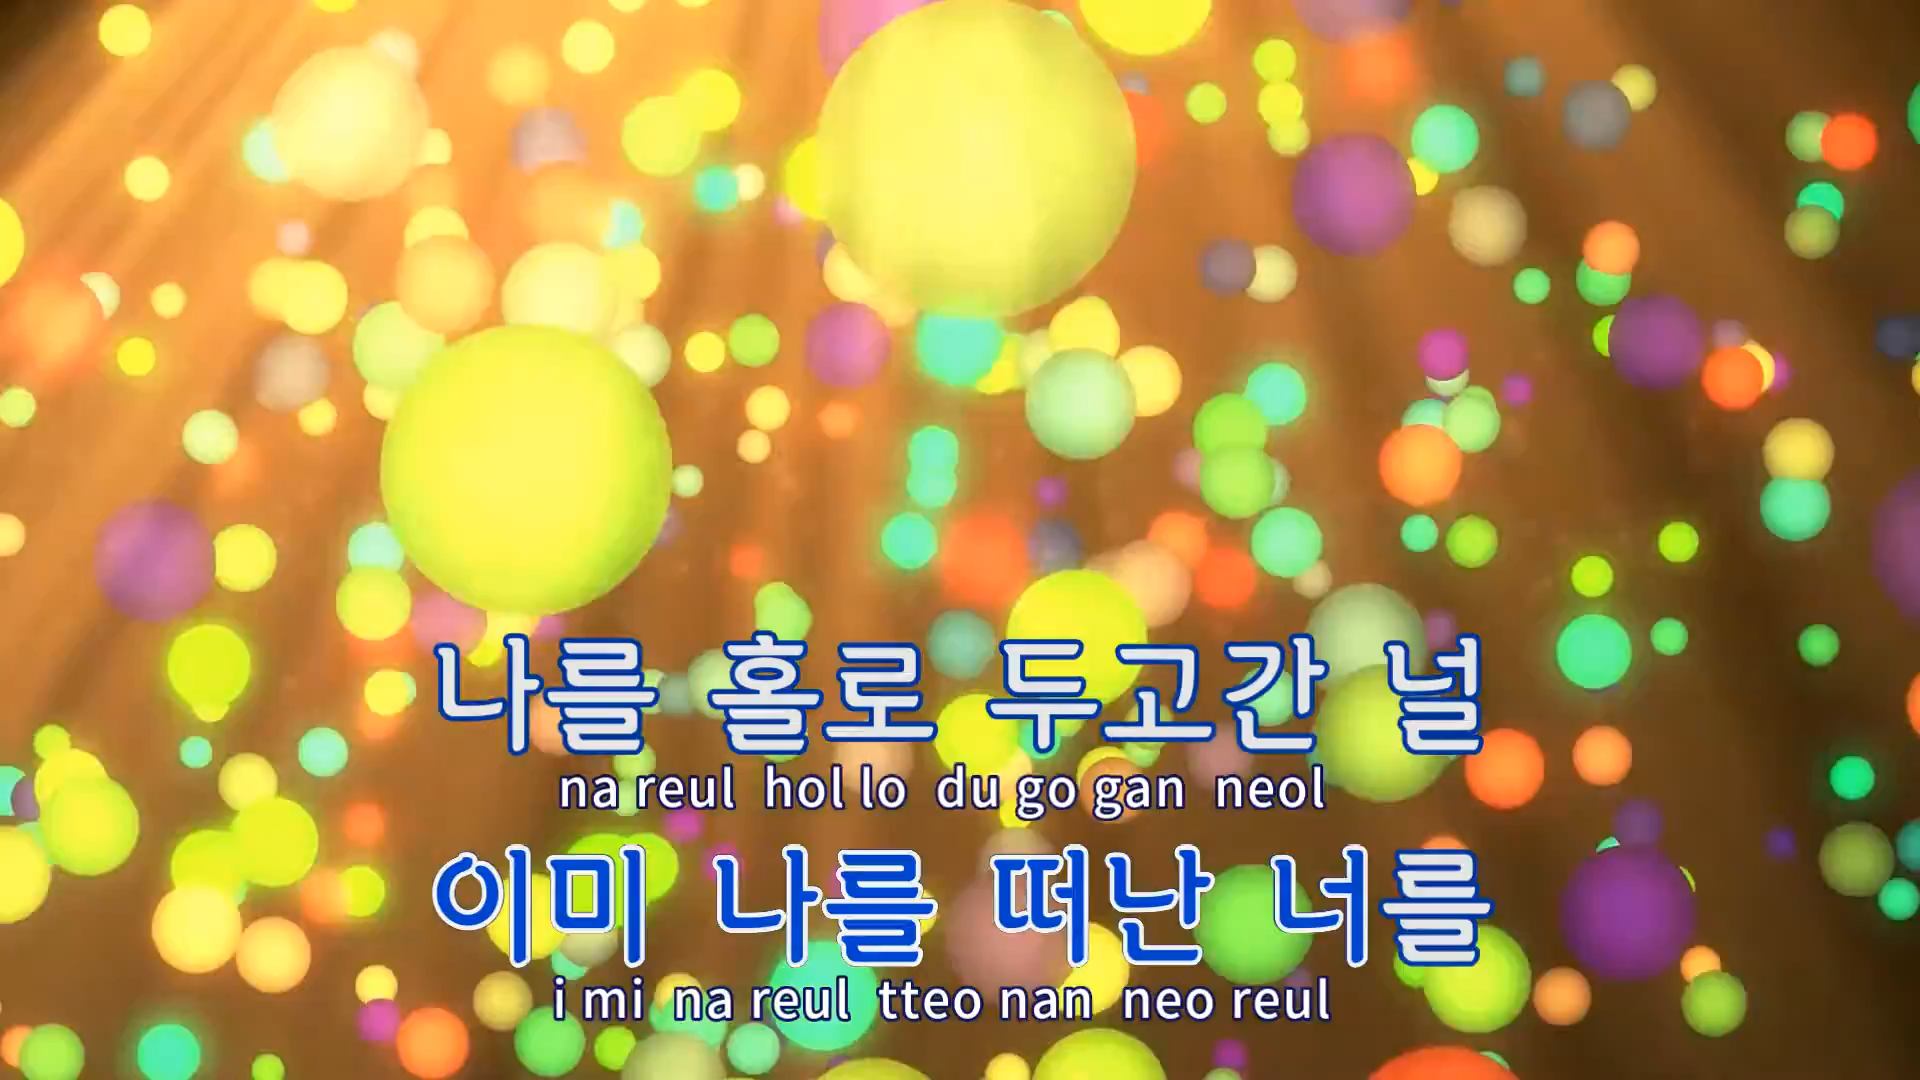 나를 홀로 두고간 널
na reul hol lo du go gan neol
이미 나를 떠난 너를
i mi na reul tteo nan neo reul